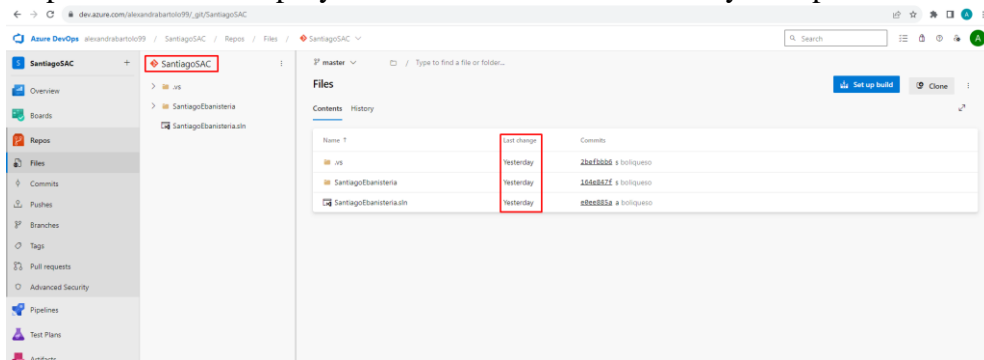 dev.azure.com/alexandrabartolo99/_git/SantiagoSAC
Azure DevOps alexandrabartolo99 / SantiagoSAC / Repos / Files / SantiagoSAC
Search
A
S SantiagoSAC +
Overview
Boards
Repos
Files
Commits
Pushes
Branches
Tags
Pull requests
Advanced Security
Pipelines
Test Plans
Artifacts
SantiagoSAC
.vs
SantiagoEbanisteria
SantiagoEbanisteria.sln
master / Type to find a file or folder...
Files
Set up build
Clone
Contents History
Name ↑ Last change Commits
.vs Yesterday boliqueso
SantiagoEbanisteria Yesterday boliqueso
SantiagoEbanisteria.sln Yesterday boliqueso